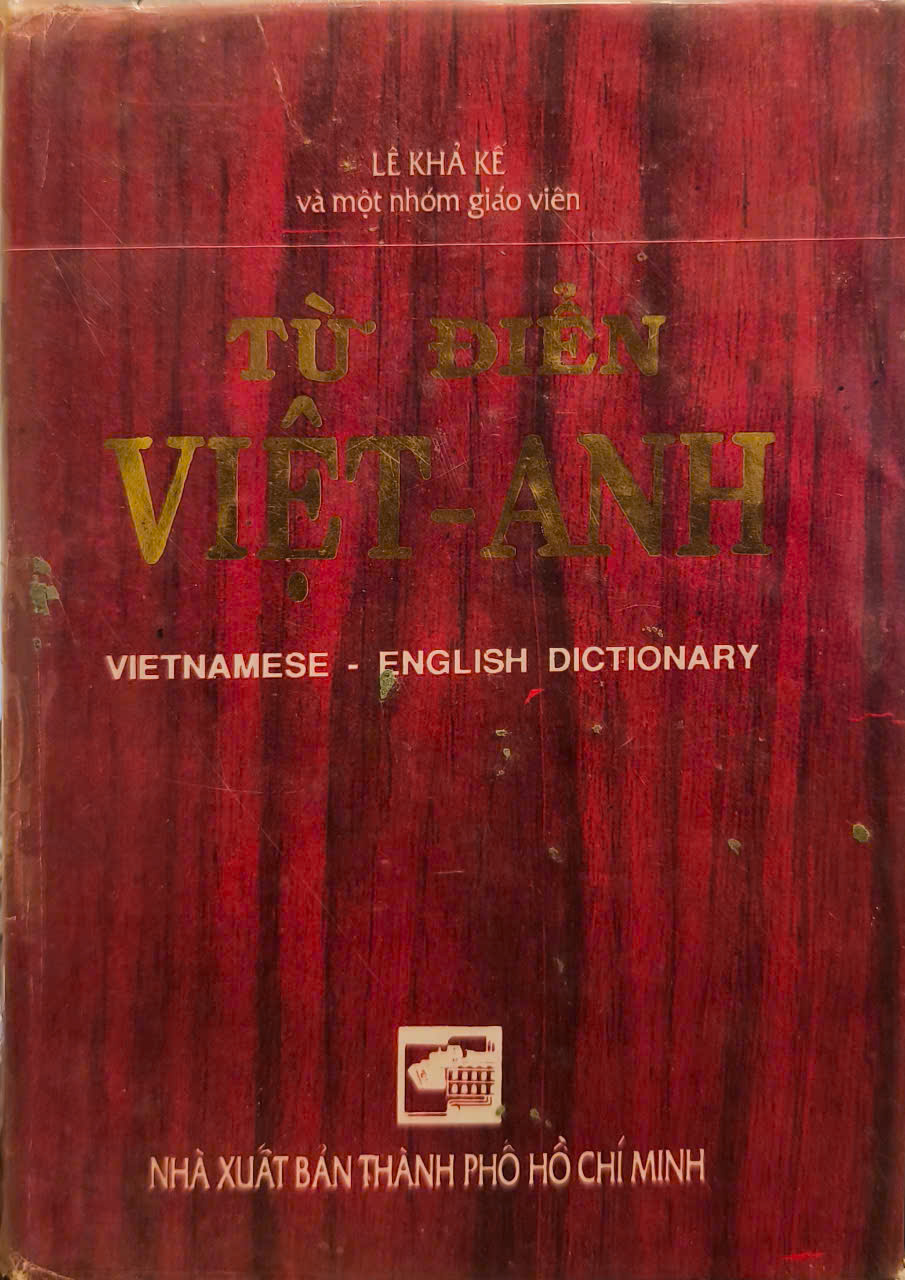 LÊ KHẢ KẾ
và một nhóm giáo viên
TỪ ĐIỂN
VIỆT-ANH
VIETNAMESE - ENGLISH DICTIONARY
NHÀ XUẤT BẢN THÀNH PHỐ HỒ CHÍ MINH